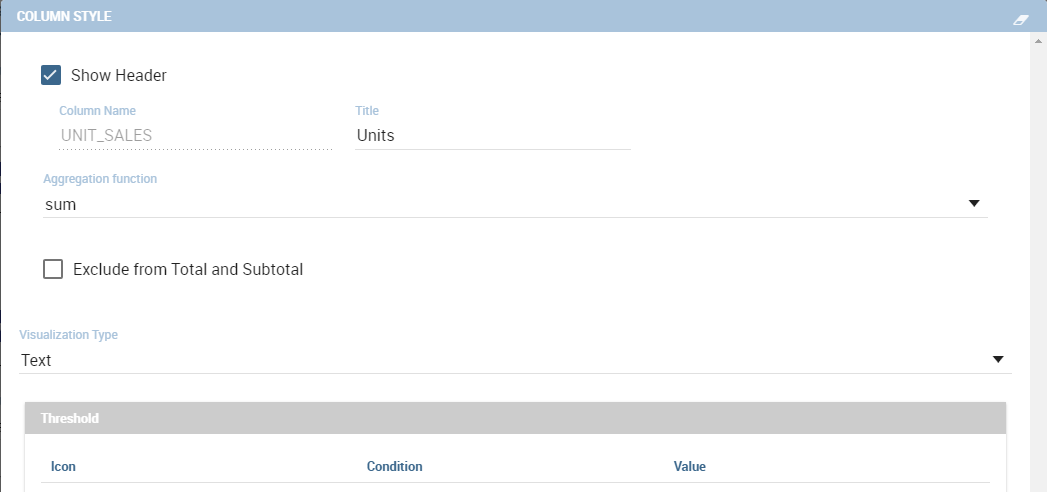 COLUMN STYLE
Show Header
Column Name Title
UNIT_SALES Units
Aggregation function
sum
Exclude from Total and Subtotal
Visualization Type
Text
Threshold
Icon Condition Value